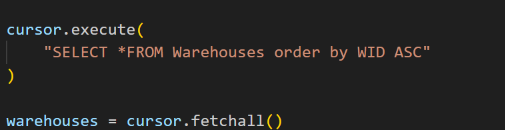 cursor.execute(
"SELECT *FROM Warehouses order by WID ASC"
)
warehouses = cursor.fetchall()